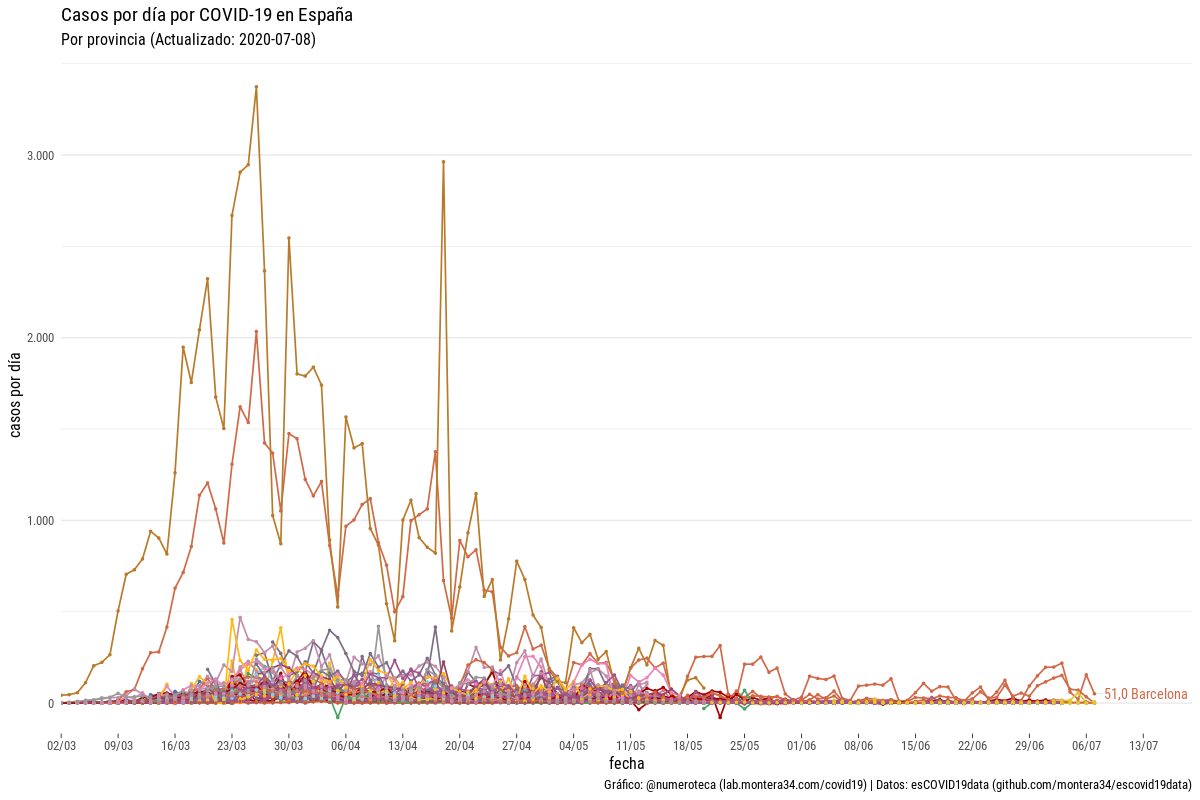 Casos por día por COVID-19 en España
Por provincia (Actualizado: 2020-07-08)
casos por día
3.000
2.000
1.000
0
51,0 Barcelona
02/03 09/03 16/03 23/03 30/03 06/04 13/04 20/04 27/04 04/05 11/05 18/05 25/05 01/06 08/06 15/06 22/06 29/06 06/07 13/07
fecha
Gráfico: @numeroteca (lab.montera34.com/covid19) | Datos: esCOVID19data (github.com/montera34/escovid19data)